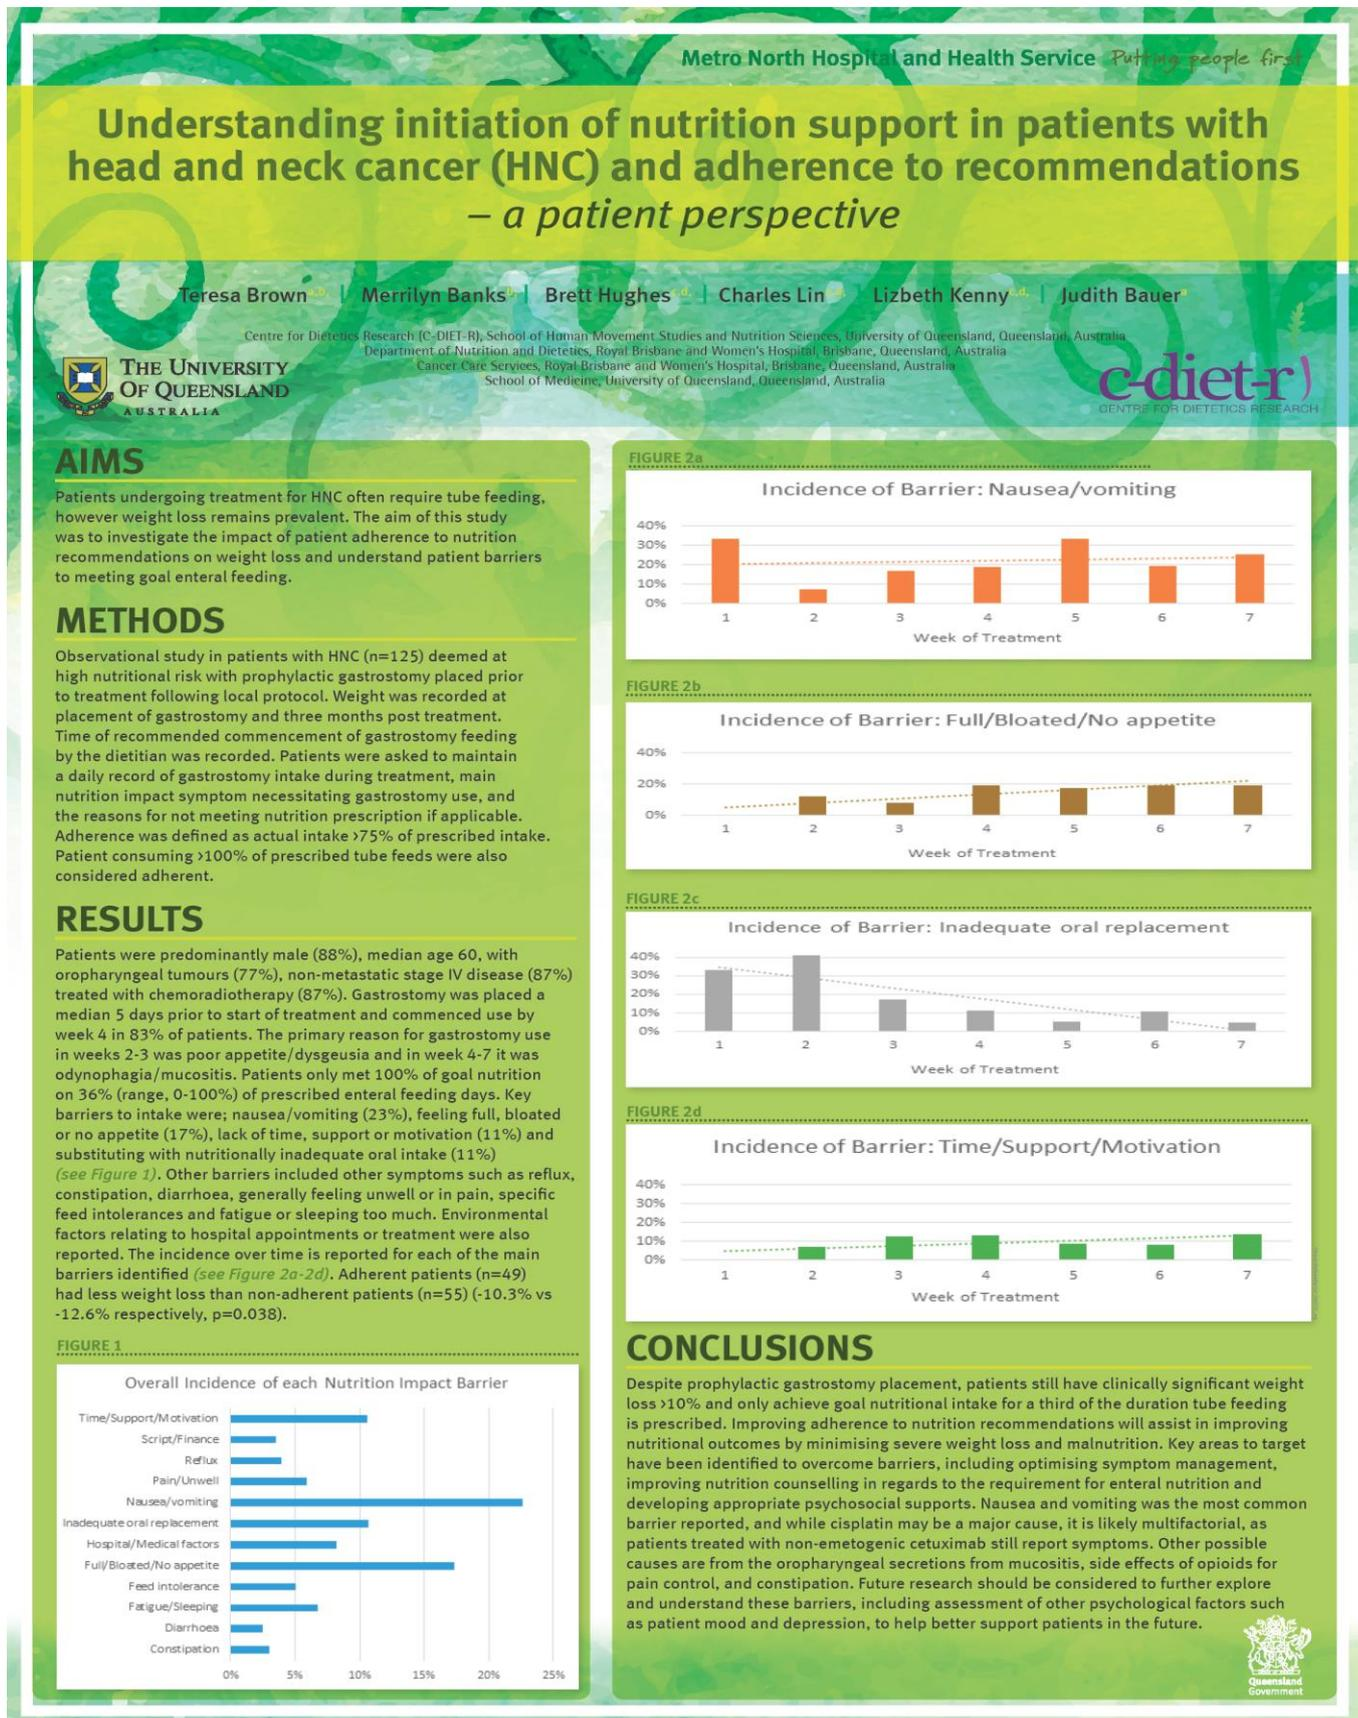 Metro North Hospital and Health Service Putting people first
Understanding initiation of nutrition support in patients with
head and neck cancer (HNC) and adherence to recommendations
– a patient perspective
Teresa Brown a,b, | Merrilyn Banks b, | Brett Hughes c,d, | Charles Lin | Lizbeth Kenny c,d, | Judith Bauer a
Centre for Dietetics Research (C-DIET-R), School of Human Movement Studies and Nutrition Sciences, University of Queensland, Queensland, Australia
Department of Nutrition and Dietetics, Royal Brisbane and Women's Hospital, Brisbane, Queensland, Australia
Cancer Care Services, Royal Brisbane and Women's Hospital, Brisbane, Queensland, Australia
School of Medicine, University of Queensland, Queensland, Australia
THE UNIVERSITY
OF QUEENSLAND
AUSTRALIA
c-diet-r)
CENTRE FOR DIETETICS RESEARCH
AIMS
Patients undergoing treatment for HNC often require tube feeding,
however weight loss remains prevalent. The aim of this study
was to investigate the impact of patient adherence to nutrition
recommendations on weight loss and understand patient barriers
to meeting goal enteral feeding.
METHODS
Observational study in patients with HNC (n=125) deemed at
high nutritional risk with prophylactic gastrostomy placed prior
to treatment following local protocol. Weight was recorded at
placement of gastrostomy and three months post treatment.
Time of recommended commencement of gastrostomy feeding
by the dietitian was recorded. Patients were asked to maintain
a daily record of gastrostomy intake during treatment, main
nutrition impact symptom necessitating gastrostomy use, and
the reasons for not meeting nutrition prescription if applicable.
Adherence was defined as actual intake >75% of prescribed intake.
Patient consuming >100% of prescribed tube feeds were also
considered adherent.
RESULTS
Patients were predominantly male (88%), median age 60, with
oropharyngeal tumours (77%), non-metastatic stage IV disease (87%)
treated with chemoradiotherapy (87%). Gastrostomy was placed a
median 5 days prior to start of treatment and commenced use by
week 4 in 83% of patients. The primary reason for gastrostomy use
in weeks 2-3 was poor appetite/dysgeusia and in week 4-7 it was
odynophagia/mucositis. Patients only met 100% of goal nutrition
on 36% (range, 0-100%) of prescribed enteral feeding days. Key
barriers to intake were; nausea/vomiting (23%), feeling full, bloated
or no appetite (17%), lack of time, support or motivation (11%) and
substituting with nutritionally inadequate oral intake (11%)
(see Figure 1). Other barriers included other symptoms such as reflux,
constipation, diarrhoea, generally feeling unwell or in pain, specific
feed intolerances and fatigue or sleeping too much. Environmental
factors relating to hospital appointments or treatment were also
reported. The incidence over time is reported for each of the main
barriers identified (see Figure 2a-2d). Adherent patients (n=49)
had less weight loss than non-adherent patients (n=55) (-10.3% vs
-12.6% respectively, p=0.038).
FIGURE 1
Overall Incidence of each Nutrition Impact Barrier
Time/Support/Motivation
Script/Finance
Reflux
Pain/Unwell
Nausea/vomiting
Inadequate oral replacement
Hospital/Medical factors
Full/Bloated/No appetite
Feed intolerance
Fatigue/Sleeping
Diarrhoea
Constipation
0% 5% 10% 15% 20% 25%
FIGURE 2a
Incidence of Barrier: Nausea/vomiting
40%
30%
20%
10%
0%
1 2 3 4 5 6 7
Week of Treatment
FIGURE 2b
Incidence of Barrier: Full/Bloated/No appetite
40%
20%
0%
1 2 3 4 5 6 7
Week of Treatment
FIGURE 2c
Incidence of Barrier: Inadequate oral replacement
40%
30%
20%
10%
0%
1 2 3 4 5 6 7
Week of Treatment
FIGURE 2d
Incidence of Barrier: Time/Support/Motivation
40%
30%
20%
10%
0%
1 2 3 4 5 6 7
Week of Treatment
CONCLUSIONS
Despite prophylactic gastrostomy placement, patients still have clinically significant weight
loss >10% and only achieve goal nutritional intake for a third of the duration tube feeding
is prescribed. Improving adherence to nutrition recommendations will assist in improving
nutritional outcomes by minimising severe weight loss and malnutrition. Key areas to target
have been identified to overcome barriers, including optimising symptom management,
improving nutrition counselling in regards to the requirement for enteral nutrition and
developing appropriate psychosocial supports. Nausea and vomiting was the most common
barrier reported, and while cisplatin may be a major cause, it is likely multifactorial, as
patients treated with non-emetogenic cetuximab still report symptoms. Other possible
causes are from the oropharyngeal secretions from mucositis, side effects of opioids for
pain control, and constipation. Future research should be considered to further explore
and understand these barriers, including assessment of other psychological factors such
as patient mood and depression, to help better support patients in the future.
Queensland
Government